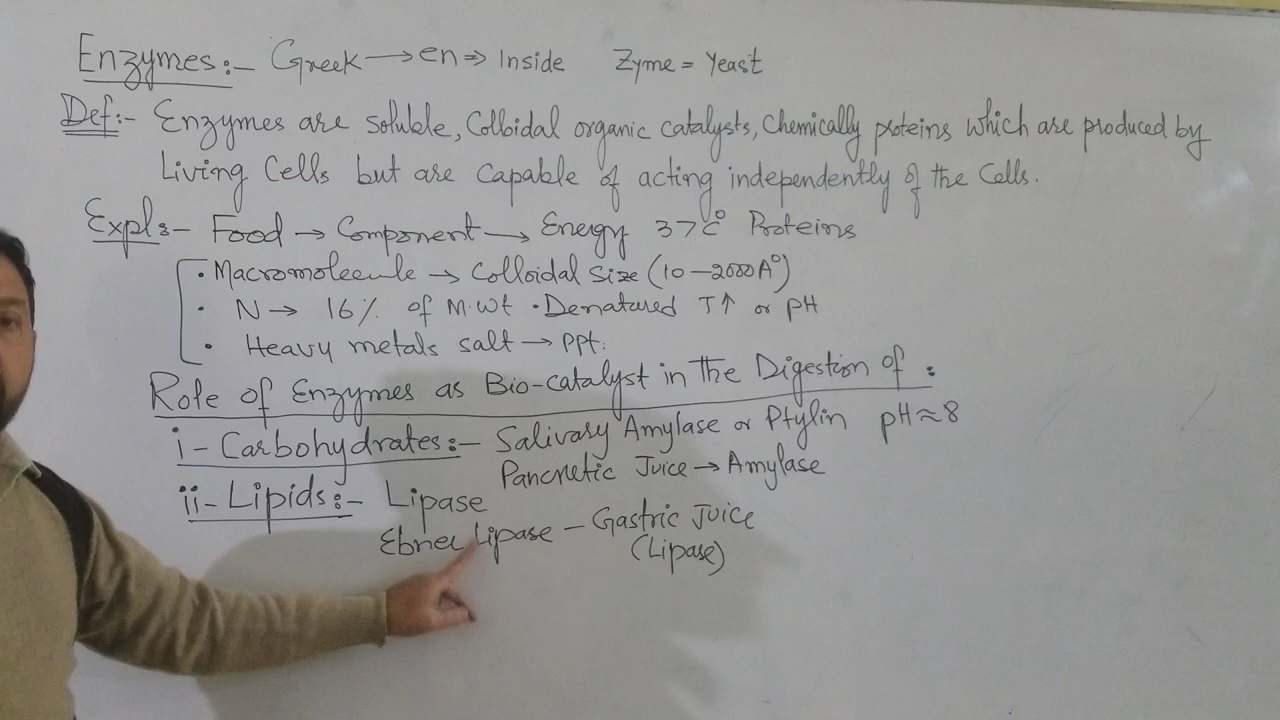 Enzymes:- Greek → en ⇒ Inside Zyme = Yeast
Def:- Enzymes are soluble, Colloidal organic catalysts, Chemically proteins which are produced by
Living Cells but are capable of acting independently of the Cells.
Expl:- Food → Component → Energy 37C° Proteins
• Macromolecule → Colloidal Size (10–2000A°)
• N → 16% of M.wt • Denatured T↑ or pH
• Heavy metals salt → PPt.
Role of Enzymes as Bio-catalyst in the Digestion of :
i- Carbohydrates:- Salivary Amylase or Ptylin pH≈8
Pancretic Juice → Amylase
ii- Lipids:- Lipase
Ebner Lipase – Gastric Juice
(Lipase)